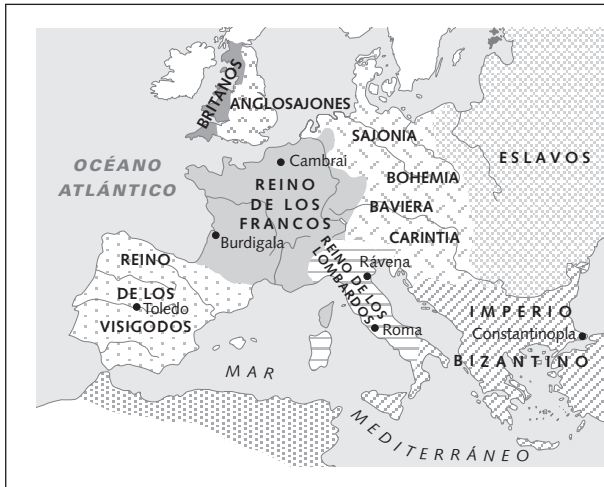 BRITANOS
ANGLOSAJONES
SAJONIA
ESLAVOS
OCÉANO
ATLÁNTICO
Cambrai
BOHEMIA
REINO
DE LOS
FRANCOS
BAVIERA
CARINTIA
Burdigala
REINO DE LOS
LOMBARDOS
Rávena
REINO
DE LOS
Toledo
VISIGODOS
Roma
IMPERIO
Constantinopla
BIZANTINO
MAR
MEDITERRÁNEO